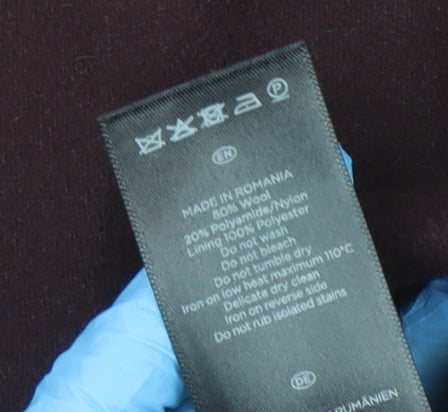 P
EN
MADE IN ROMANIA
80% Wool
20% Polyamide/Nylon
Lining 100% Polyester
Do not wash
Do not bleach
Do not tumble dry
Iron on low heat maximum 110°C
Delicate dry clean
Iron on reverse side
Do not rub isolated stains
DE
RUMÄNIEN